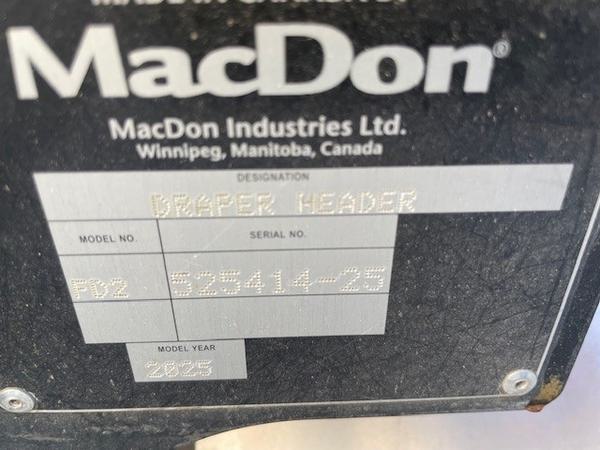 MacDon®
MacDon Industries Ltd.
Winnipeg, Manitoba, Canada
DESIGNATION
DRAPER HEADER
MODEL NO.
SERIAL NO.
FD2
525414-25
MODEL YEAR
2025